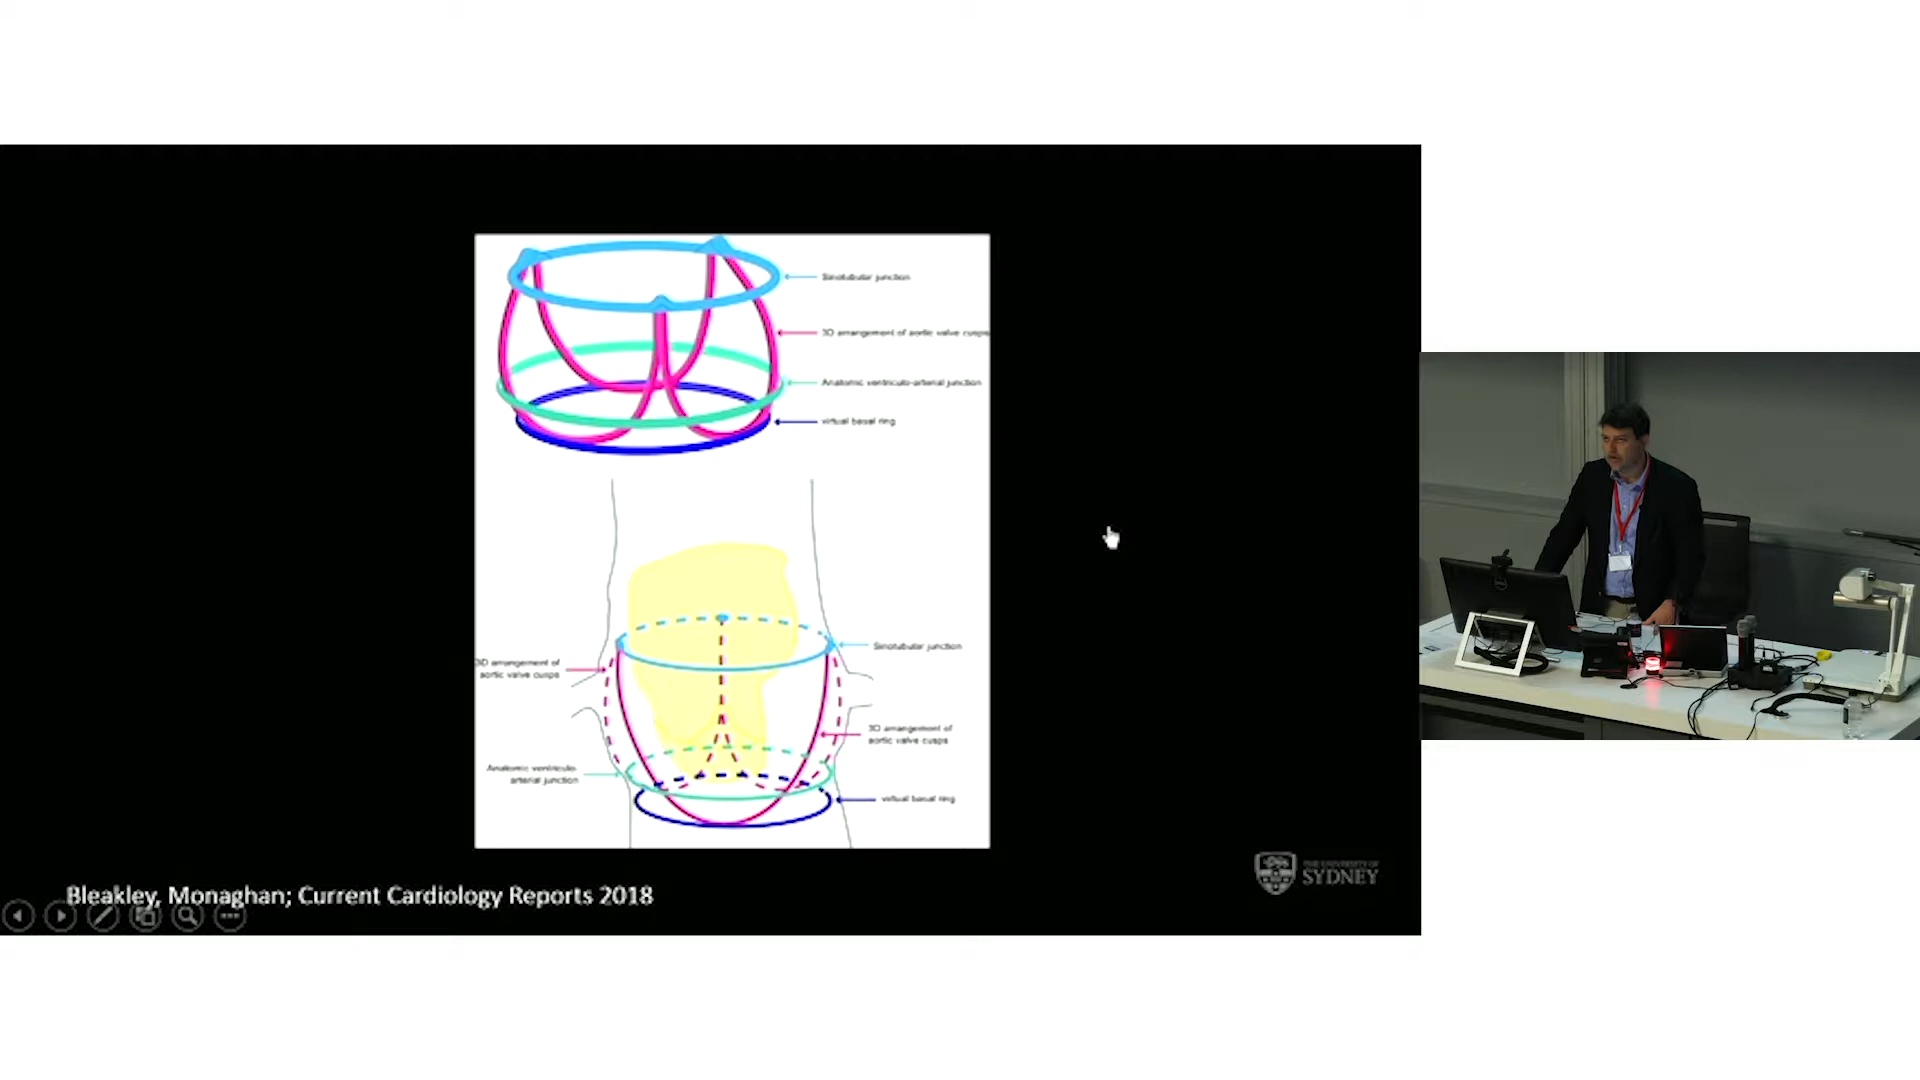 Sinotubular junction
3D arrangement of aortic valve cusps
Anatomic ventriculo-arterial junction
virtual basal ring
Sinotubular junction
3D arrangement of
aortic valve cusps
3D arrangement of
aortic valve cusps
Anatomic ventriculo-
arterial junction
virtual basal ring
Bleakley, Monaghan; Current Cardiology Reports 2018
THE UNIVERSITY OF
SYDNEY